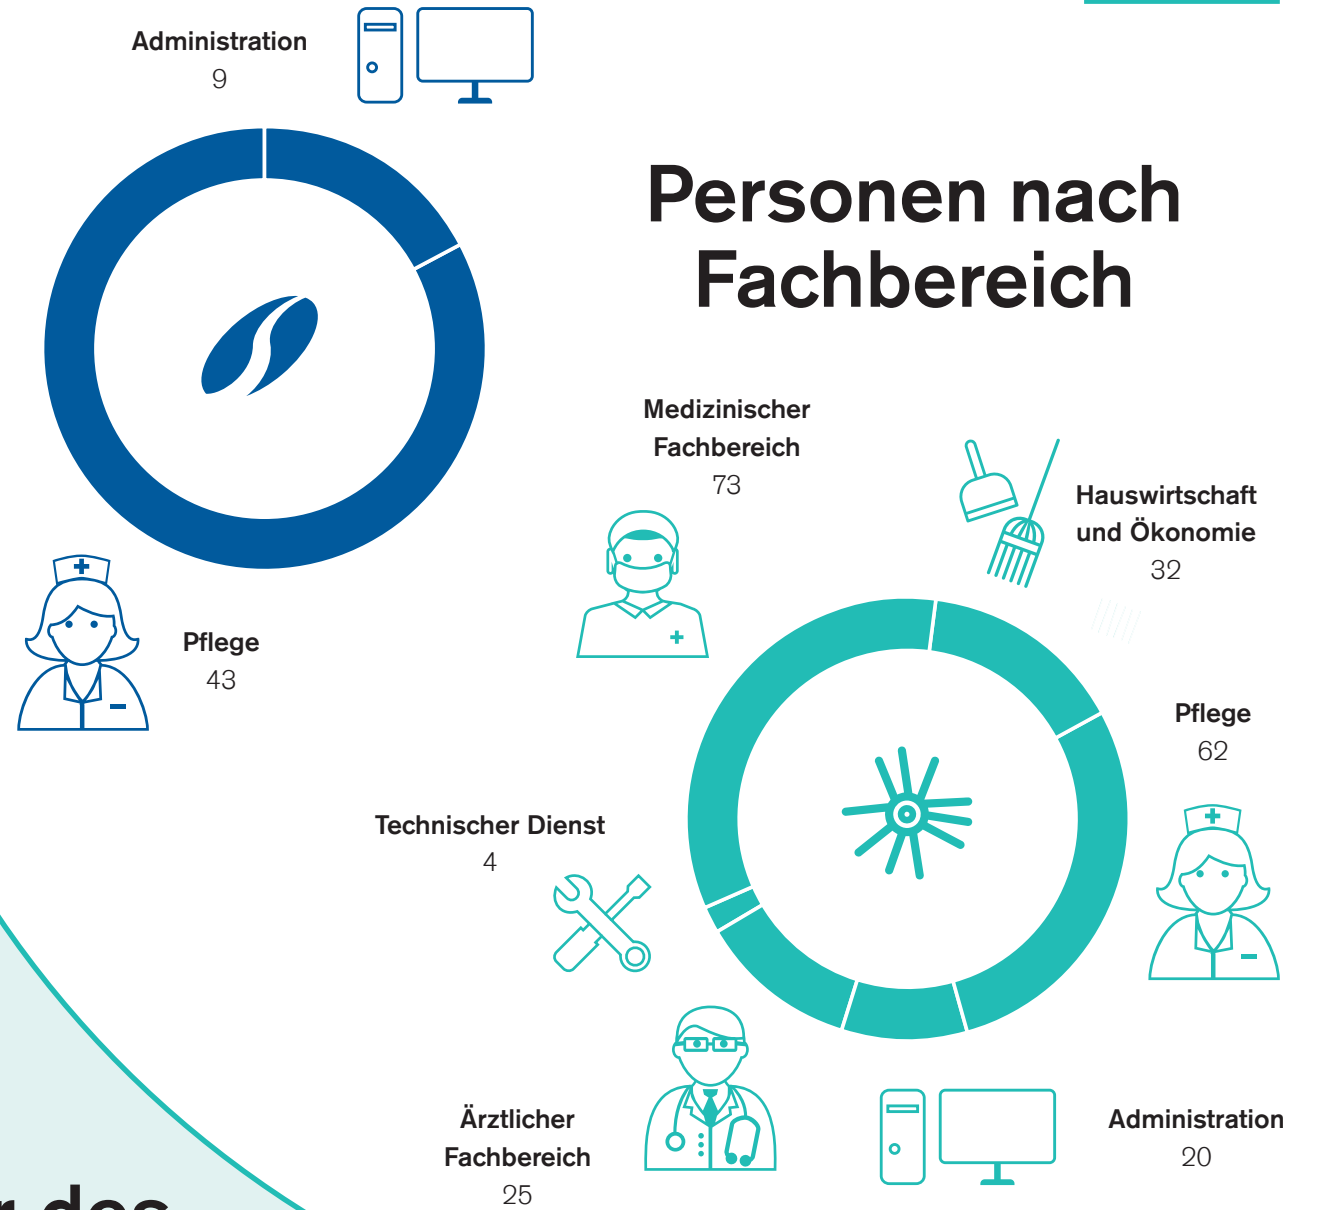 Administration
9
Personen nach
Fachbereich
Medizinischer
Fachbereich
73
Hauswirtschaft
und Ökonomie
32
Pflege
43
Pflege
62
Technischer Dienst
4
Ärztlicher
Fachbereich
25
Administration
20
des